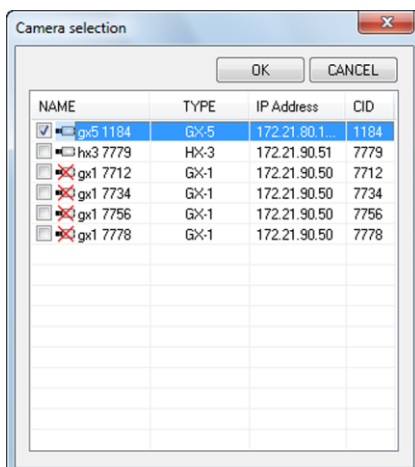 Camera selection
OK CANCEL
NAME TYPE IP Address CID
gx5 1184 GX-5 172.21.80.1... 1184
hx3 7779 HX-3 172.21.90.51 7779
gx1 7712 GX-1 172.21.90.50 7712
gx1 7734 GX-1 172.21.90.50 7734
gx1 7756 GX-1 172.21.90.50 7756
gx1 7778 GX-1 172.21.90.50 7778